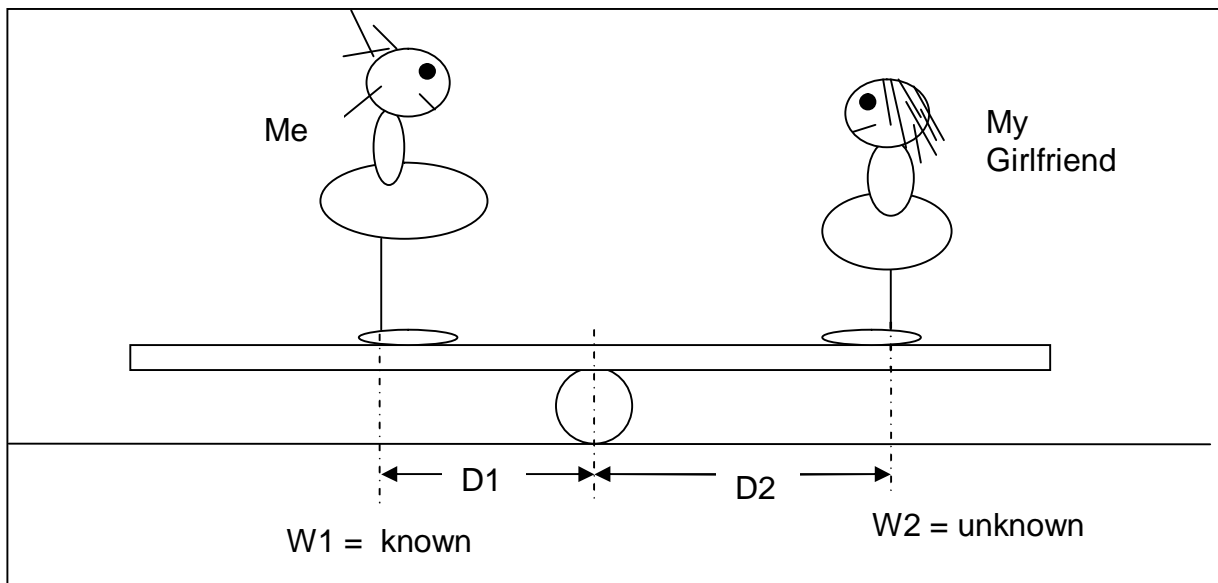 Me
My
Girlfriend
D1
D2
W1 =  known
W2 = unknown